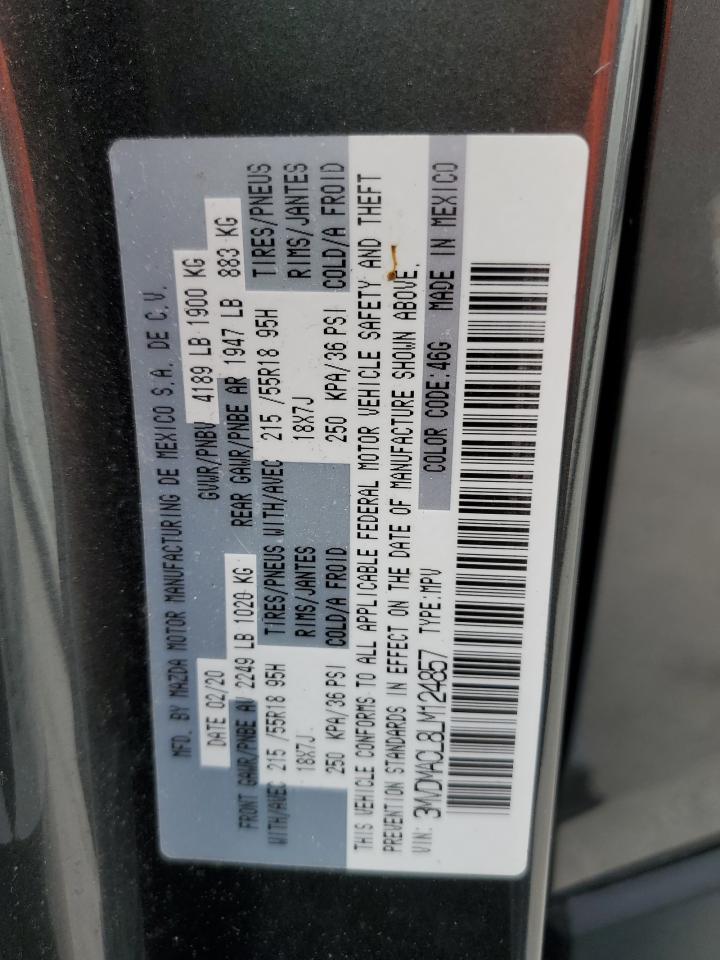 MFD. BY MAZDA MOTOR MANUFACTURING DE MEXICO S.A. DE C.V.
DATE 02/20 GVWR/PNBV 4189 LB 1900 KG
FRONT GAWR/PNBE AV 2249 LB 1020 KG REAR GAWR/PNBE AR 1947 LB 883 KG
WITH/AVEC 215 /55R18 95H TIRES/PNEUS WITH/AVEC 215 /55R18 95H TIRES/PNEUS
18X7J RIMS/JANTES 18X7J RIMS/JANTES
250 KPA/36 PSI COLD/A FROID 250 KPA/36 PSI COLD/A FROID
THIS VEHICLE CONFORMS TO ALL APPLICABLE FEDERAL MOTOR VEHICLE SAFETY AND THEFT
PREVENTION STANDARDS IN EFFECT ON THE DATE OF MANUFACTURE SHOWN ABOVE.
VIN: 3MVDMACL8LM124857 TYPE:MPV COLOR CODE:46G MADE IN MEXICO